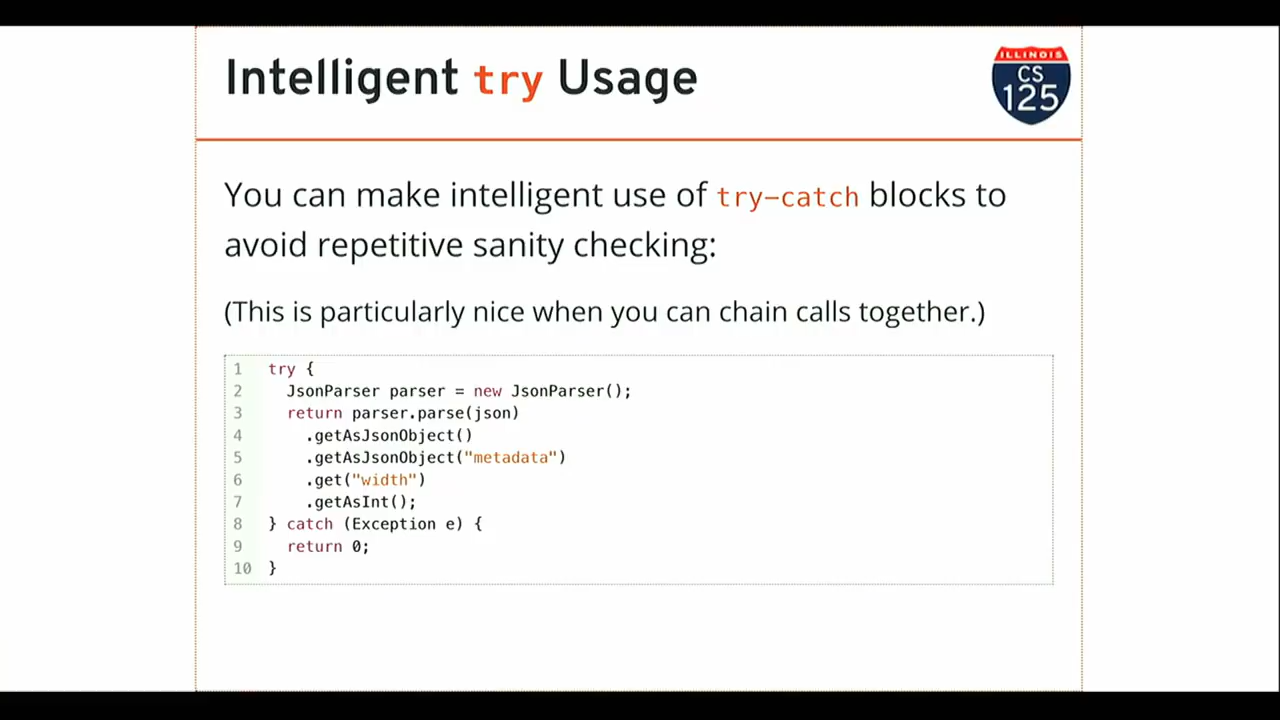 Intelligent try Usage
ILLINOIS
CS
125
You can make intelligent use of try-catch blocks to
avoid repetitive sanity checking:
(This is particularly nice when you can chain calls together.)
1 try {
2   JsonParser parser = new JsonParser();
3   return parser.parse(json)
4     .getAsJsonObject()
5     .getAsJsonObject("metadata")
6     .get("width")
7     .getAsInt();
8 } catch (Exception e) {
9   return 0;
10 }